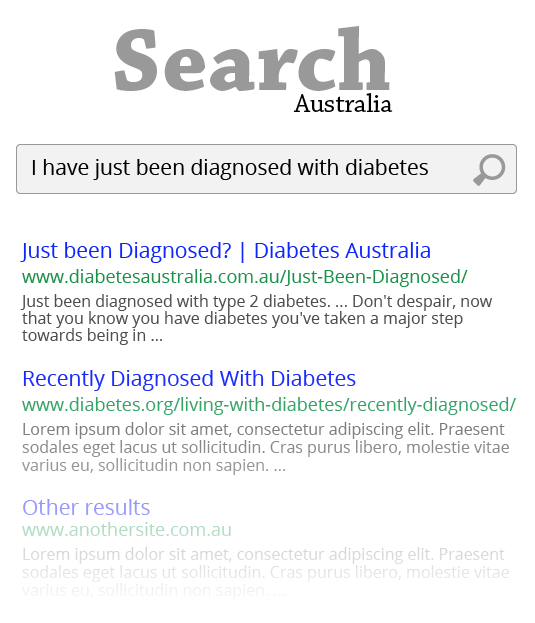 Search
Australia
I have just been diagnosed with diabetes
Just been Diagnosed? | Diabetes Australia
www.diabetesaustralia.com.au/Just-Been-Diagnosed/
Just been diagnosed with type 2 diabetes. ... Don't despair, now
that you know you have diabetes you've taken a major step
towards being in ...
Recently Diagnosed With Diabetes
www.diabetes.org/living-with-diabetes/recently-diagnosed/
Lorem ipsum dolor sit amet, consectetur adipiscing elit. Praesent
sodales eget lacus ut sollicitudin. Cras purus libero, molestie vitae
varius eu, sollicitudin non sapien. ...
Other results
www.anothersite.com.au
Lorem ipsum dolor sit amet, consectetur adipiscing elit. Praesent
sodales eget lacus ut sollicitudin. Cras purus libero, molestie vitae
varius eu, sollicitudin non sapien. ...